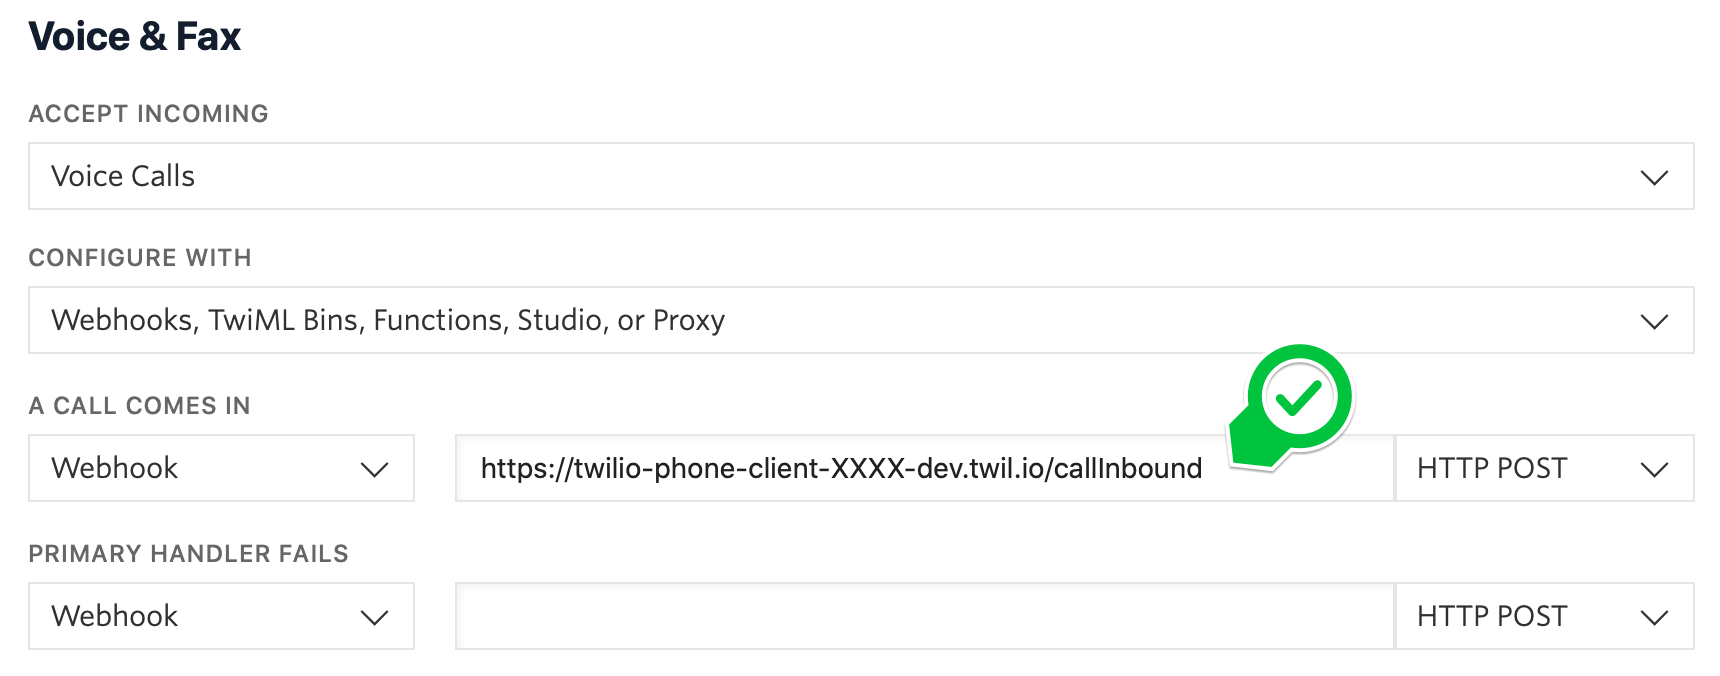 Voice & Fax
ACCEPT INCOMING
Voice Calls
CONFIGURE WITH
Webhooks, TwiML Bins, Functions, Studio, or Proxy
A CALL COMES IN
Webhook https://twilio-phone-client-XXXX-dev.twil.io/callInbound HTTP POST
PRIMARY HANDLER FAILS
Webhook HTTP POST